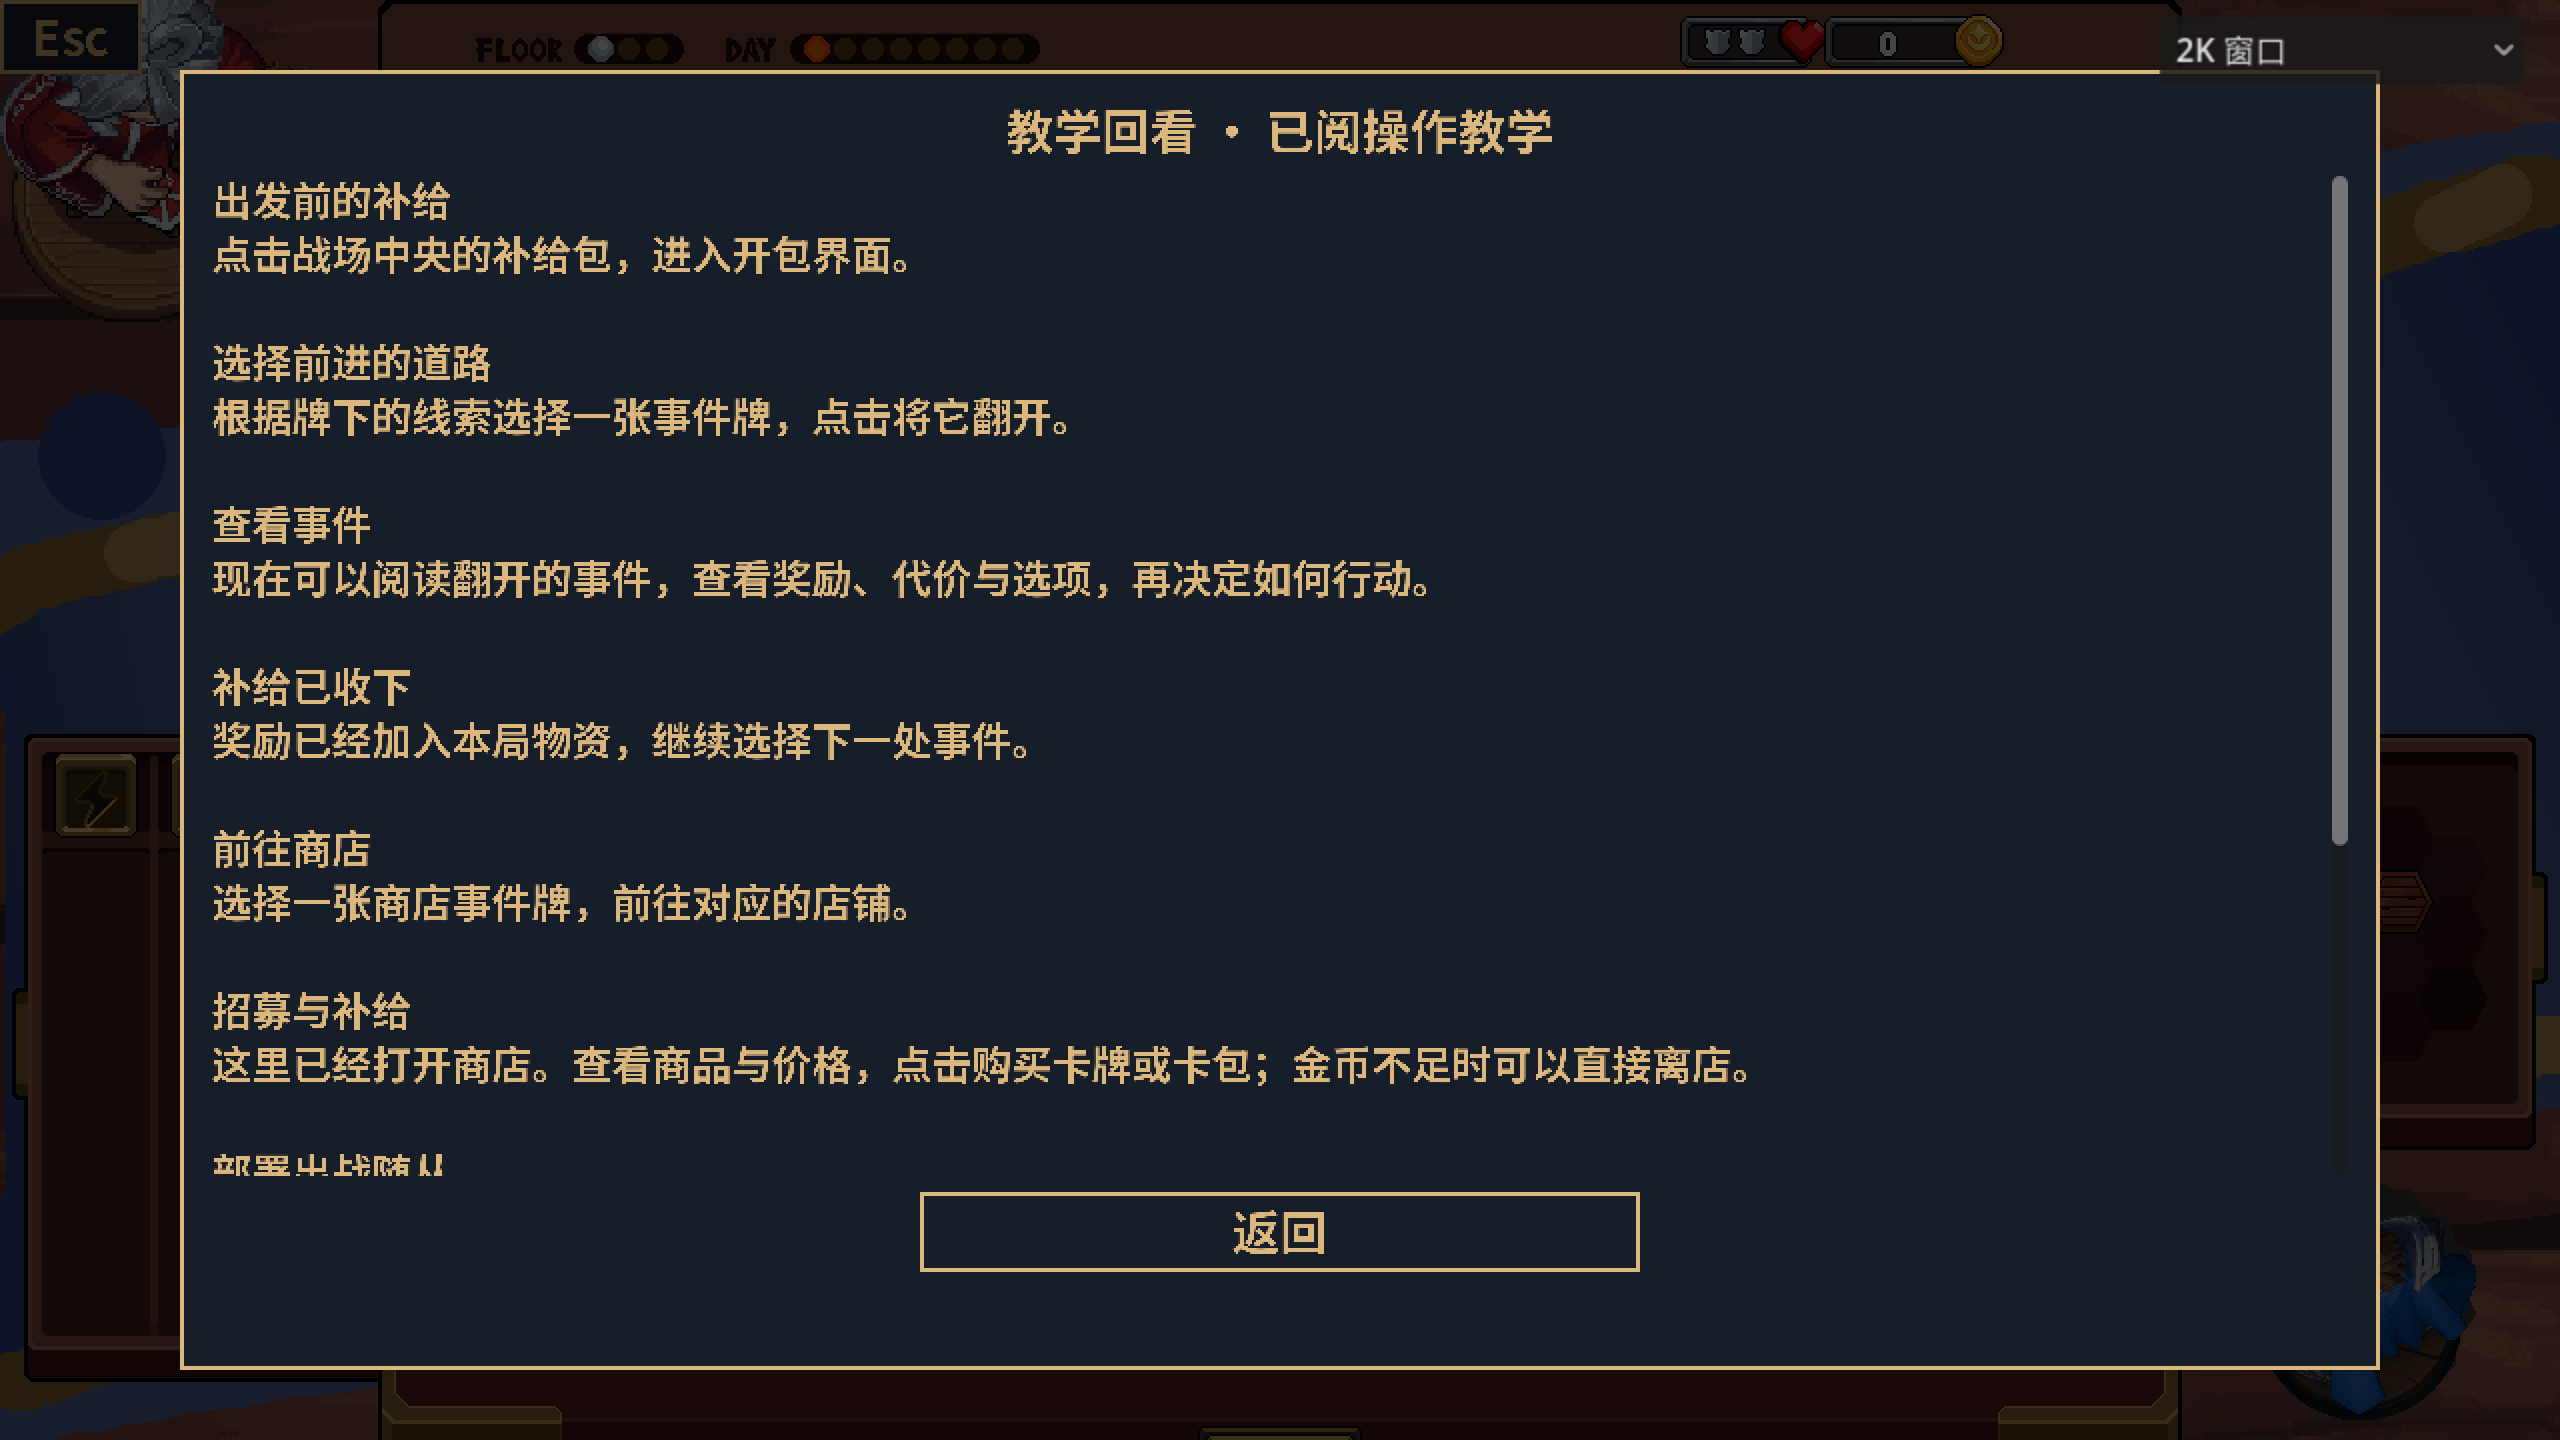 Esc
FLOOR
DAY
0
2K 窗口
教学回看 · 已阅操作教学
出发前的补给
点击战场中央的补给包，进入开包界面。
选择前进的道路
根据牌下的线索选择一张事件牌，点击将它翻开。
查看事件
现在可以阅读翻开的事件，查看奖励、代价与选项，再决定如何行动。
补给已收下
奖励已经加入本局物资，继续选择下一处事件。
前往商店
选择一张商店事件牌，前往对应的店铺。
招募与补给
这里已经打开商店。查看商品与价格，点击购买卡牌或卡包；金币不足时可以直接离店。
部署出战随从
返回